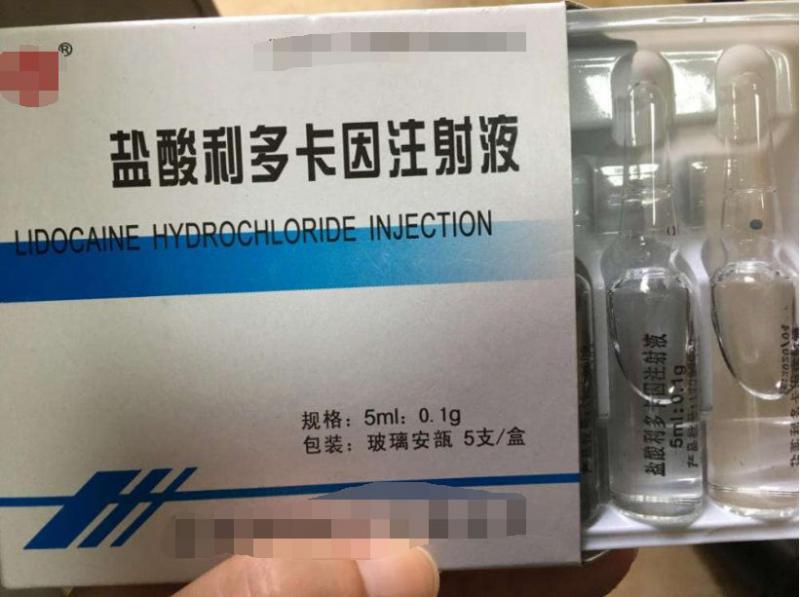 ®
盐酸利多卡因注射液
LIDOCAINE HYDROCHLORIDE INJECTION
规格：5ml：0.1g
包装：玻璃安瓿 5支/盒
盐酸利多卡因注射液
5ml:0.1g